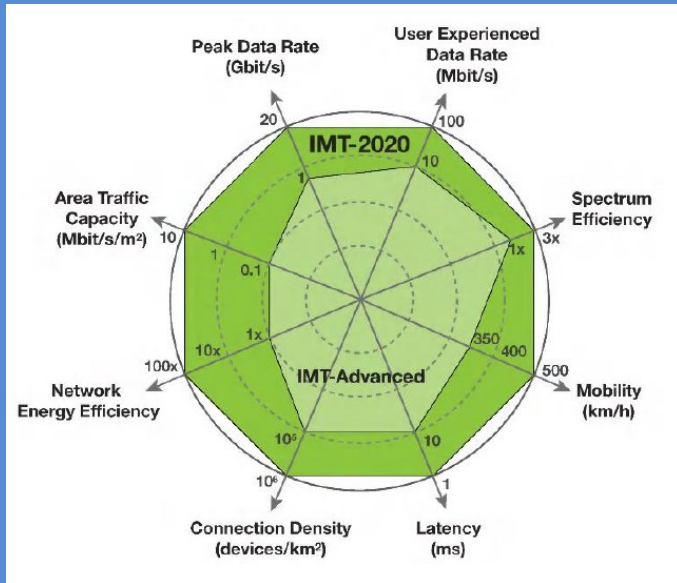 Peak Data Rate
(Gbit/s)
User Experienced
Data Rate
(Mbit/s)
20
100
IMT-2020
1
10
Area Traffic
Capacity
(Mbit/s/m²)
Spectrum
Efficiency
10
1
0.1
1x
3x
1x
10x
100x
350
400
500
Network
Energy Efficiency
IMT-Advanced
Mobility
(km/h)
10⁵
10
10⁶
1
Connection Density
(devices/km²)
Latency
(ms)